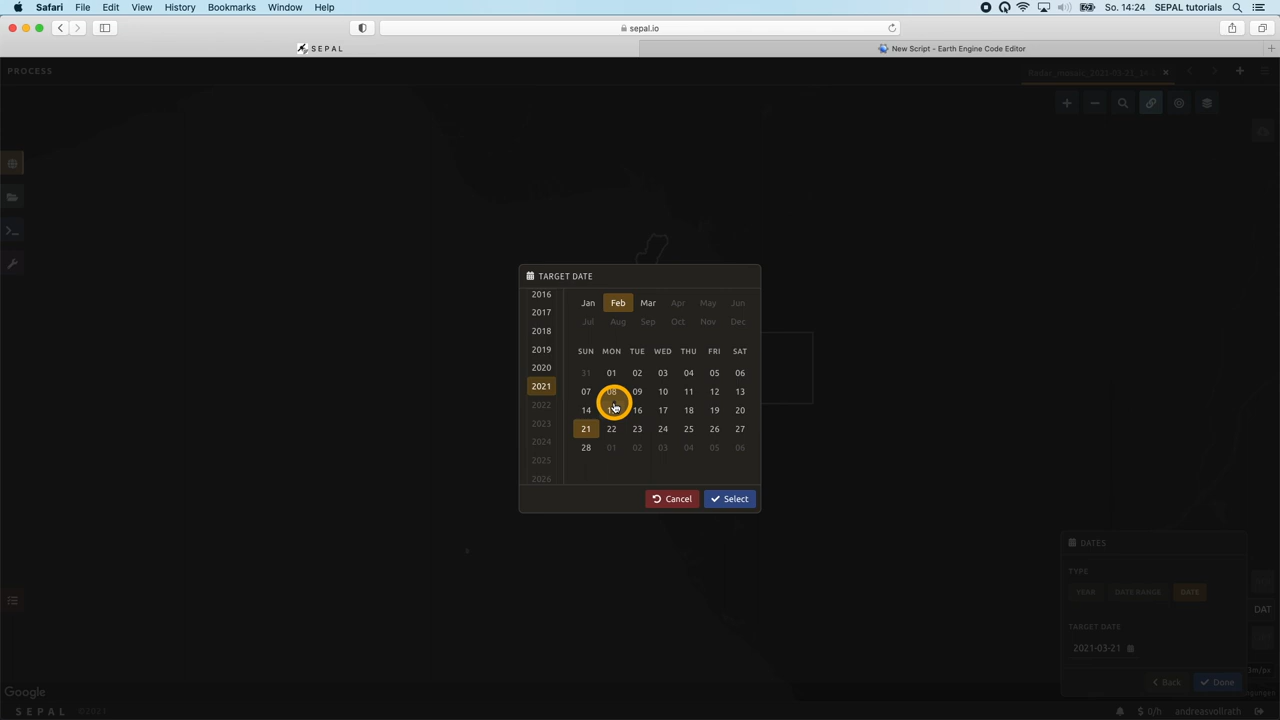 Safari File Edit View History Bookmarks Window Help So. 14:24 SEPAL tutorials
sepal.io
SEPAL New Script - Earth Engine Code Editor
PROCESS
TARGET DATE
2016
2017
2018
2019
2020
2021
2022
2023
2024
2025
2026
Jan Feb Mar Apr May Jun
Jul Aug Sep Oct Nov Dec
SUN MON TUE WED THU FRI SAT
31 01 02 03 04 05 06
07 08 09 10 11 12 13
14 15 16 17 18 19 20
21 22 23 24 25 26 27
28 01 02 03 04 05 06
Cancel Select
DATES
TYPE
YEAR DATE RANGE DATE
DAT
TARGET DATE
2021-03-21
Back Done
Google
SEPAL ©2021
$ 0/h andreasvollrath